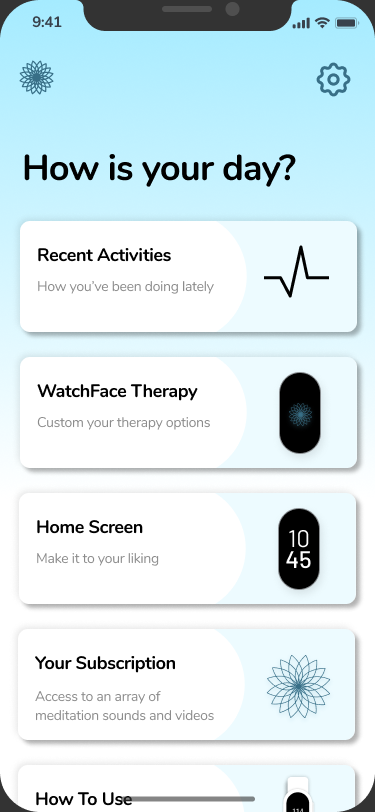 9:41
How is your day?
Recent Activities
How you've been doing lately
WatchFace Therapy
Custom your therapy options
Home Screen
Make it to your liking
10
45
Your Subscription
Access to an array of
meditation sounds and videos
How To Use
114